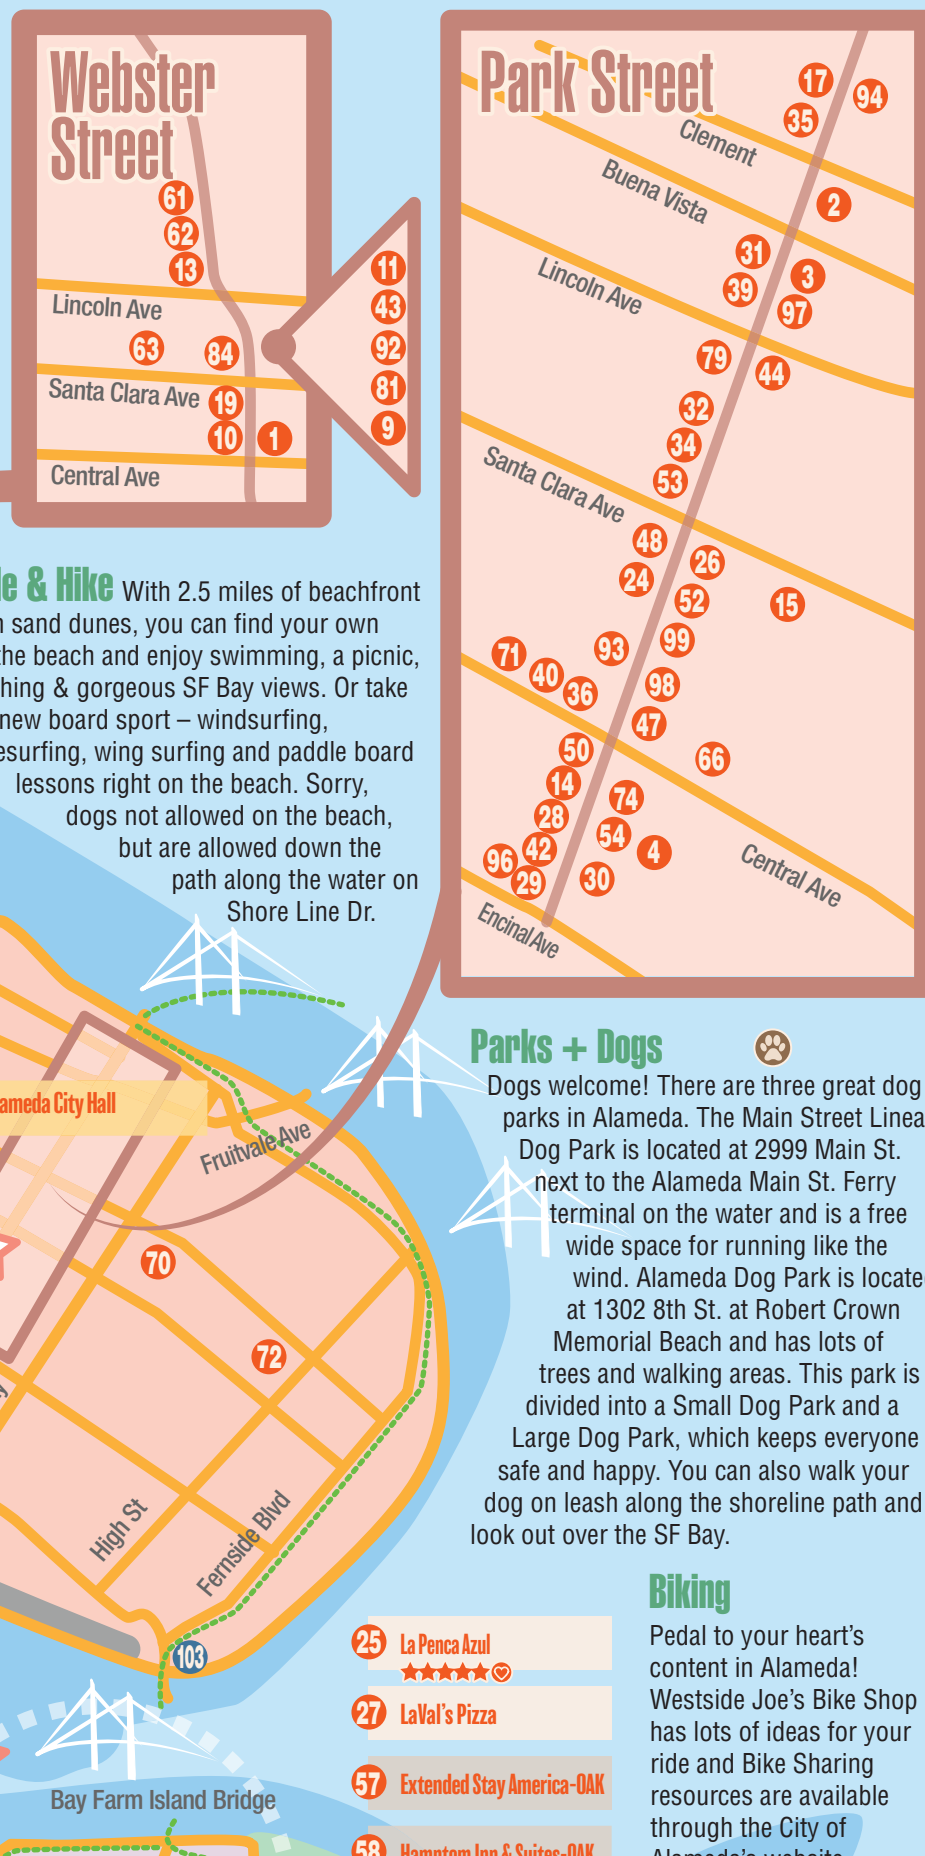 Webster
Street
61
62
13
Lincoln Ave
63
84
Santa Clara Ave
19
10
1
Central Ave
11
43
92
81
9
Park Street
17
94
35
Clement
Buena Vista
2
31
3
Lincoln Ave
39
97
79
44
32
34
53
Santa Clara Ave
48
26
24
52
15
93
99
71
40
36
98
47
50
66
14
74
28
54
42
4
96
29
30
Central Ave
Encinal Ave
& Hike With 2.5 miles of beachfront
sand dunes, you can find your own
the beach and enjoy swimming, a picnic,
& gorgeous SF Bay views. Or take
new board sport – windsurfing,
wing surfing and paddle board
lessons right on the beach. Sorry,
dogs not allowed on the beach,
but are allowed down the
path along the water on
Shore Line Dr.
ameda City Hall
Fruitvale Ave
70
72
High St
Fernside Blvd
103
Bay Farm Island Bridge
Parks + Dogs
Dogs welcome! There are three great dog
parks in Alameda. The Main Street Linea
Dog Park is located at 2999 Main St.
next to the Alameda Main St. Ferry
terminal on the water and is a free
wide space for running like the
wind. Alameda Dog Park is locate
at 1302 8th St. at Robert Crown
Memorial Beach and has lots of
trees and walking areas. This park is
divided into a Small Dog Park and a
Large Dog Park, which keeps everyone
safe and happy. You can also walk your
dog on leash along the shoreline path and
look out over the SF Bay.
25 La Penca Azul
27 LaVal's Pizza
57 Extended Stay America-OAK
58 Hamptom Inn & Suites-OAK
Biking
Pedal to your heart's
content in Alameda!
Westside Joe's Bike Shop
has lots of ideas for your
ride and Bike Sharing
resources are available
through the City of
Alameda's website